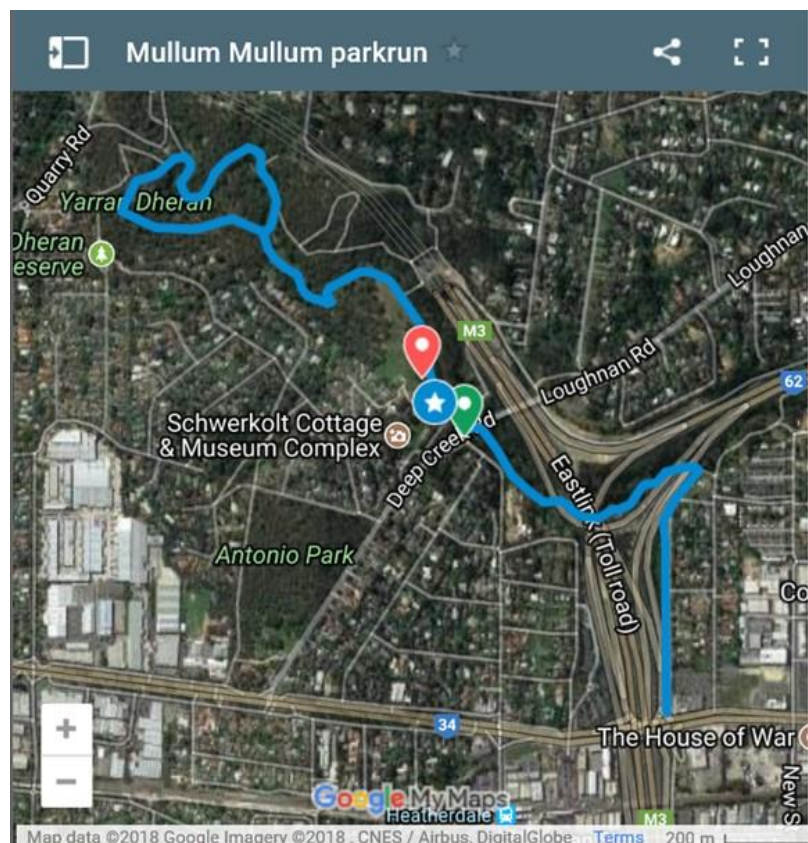 Mullum Mullum parkrun
Quarry Rd
Yarran Dheran
Dheran
eserve
M3
Loughnan
Loughnan Rd
62
Schwerkolt Cottage
& Museum Complex
Deep Creek Rd
Eastlink (Toll road)
Antonio Park
Co
34
The House of War
New S
+
−
Google My Maps
Heatherdale
M3
Map data ©2018 Google Imagery ©2018 , CNES / Airbus, DigitalGlobe Terms 200 m